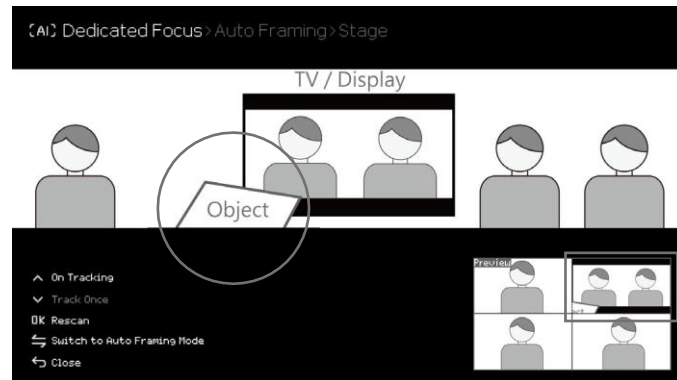 [AI] Dedicated Focus>Auto Framing>Stage
TV / Display
Object
On Tracking
Track Once
OK Rescan
Switch to Auto Framing Mode
Close
Preview